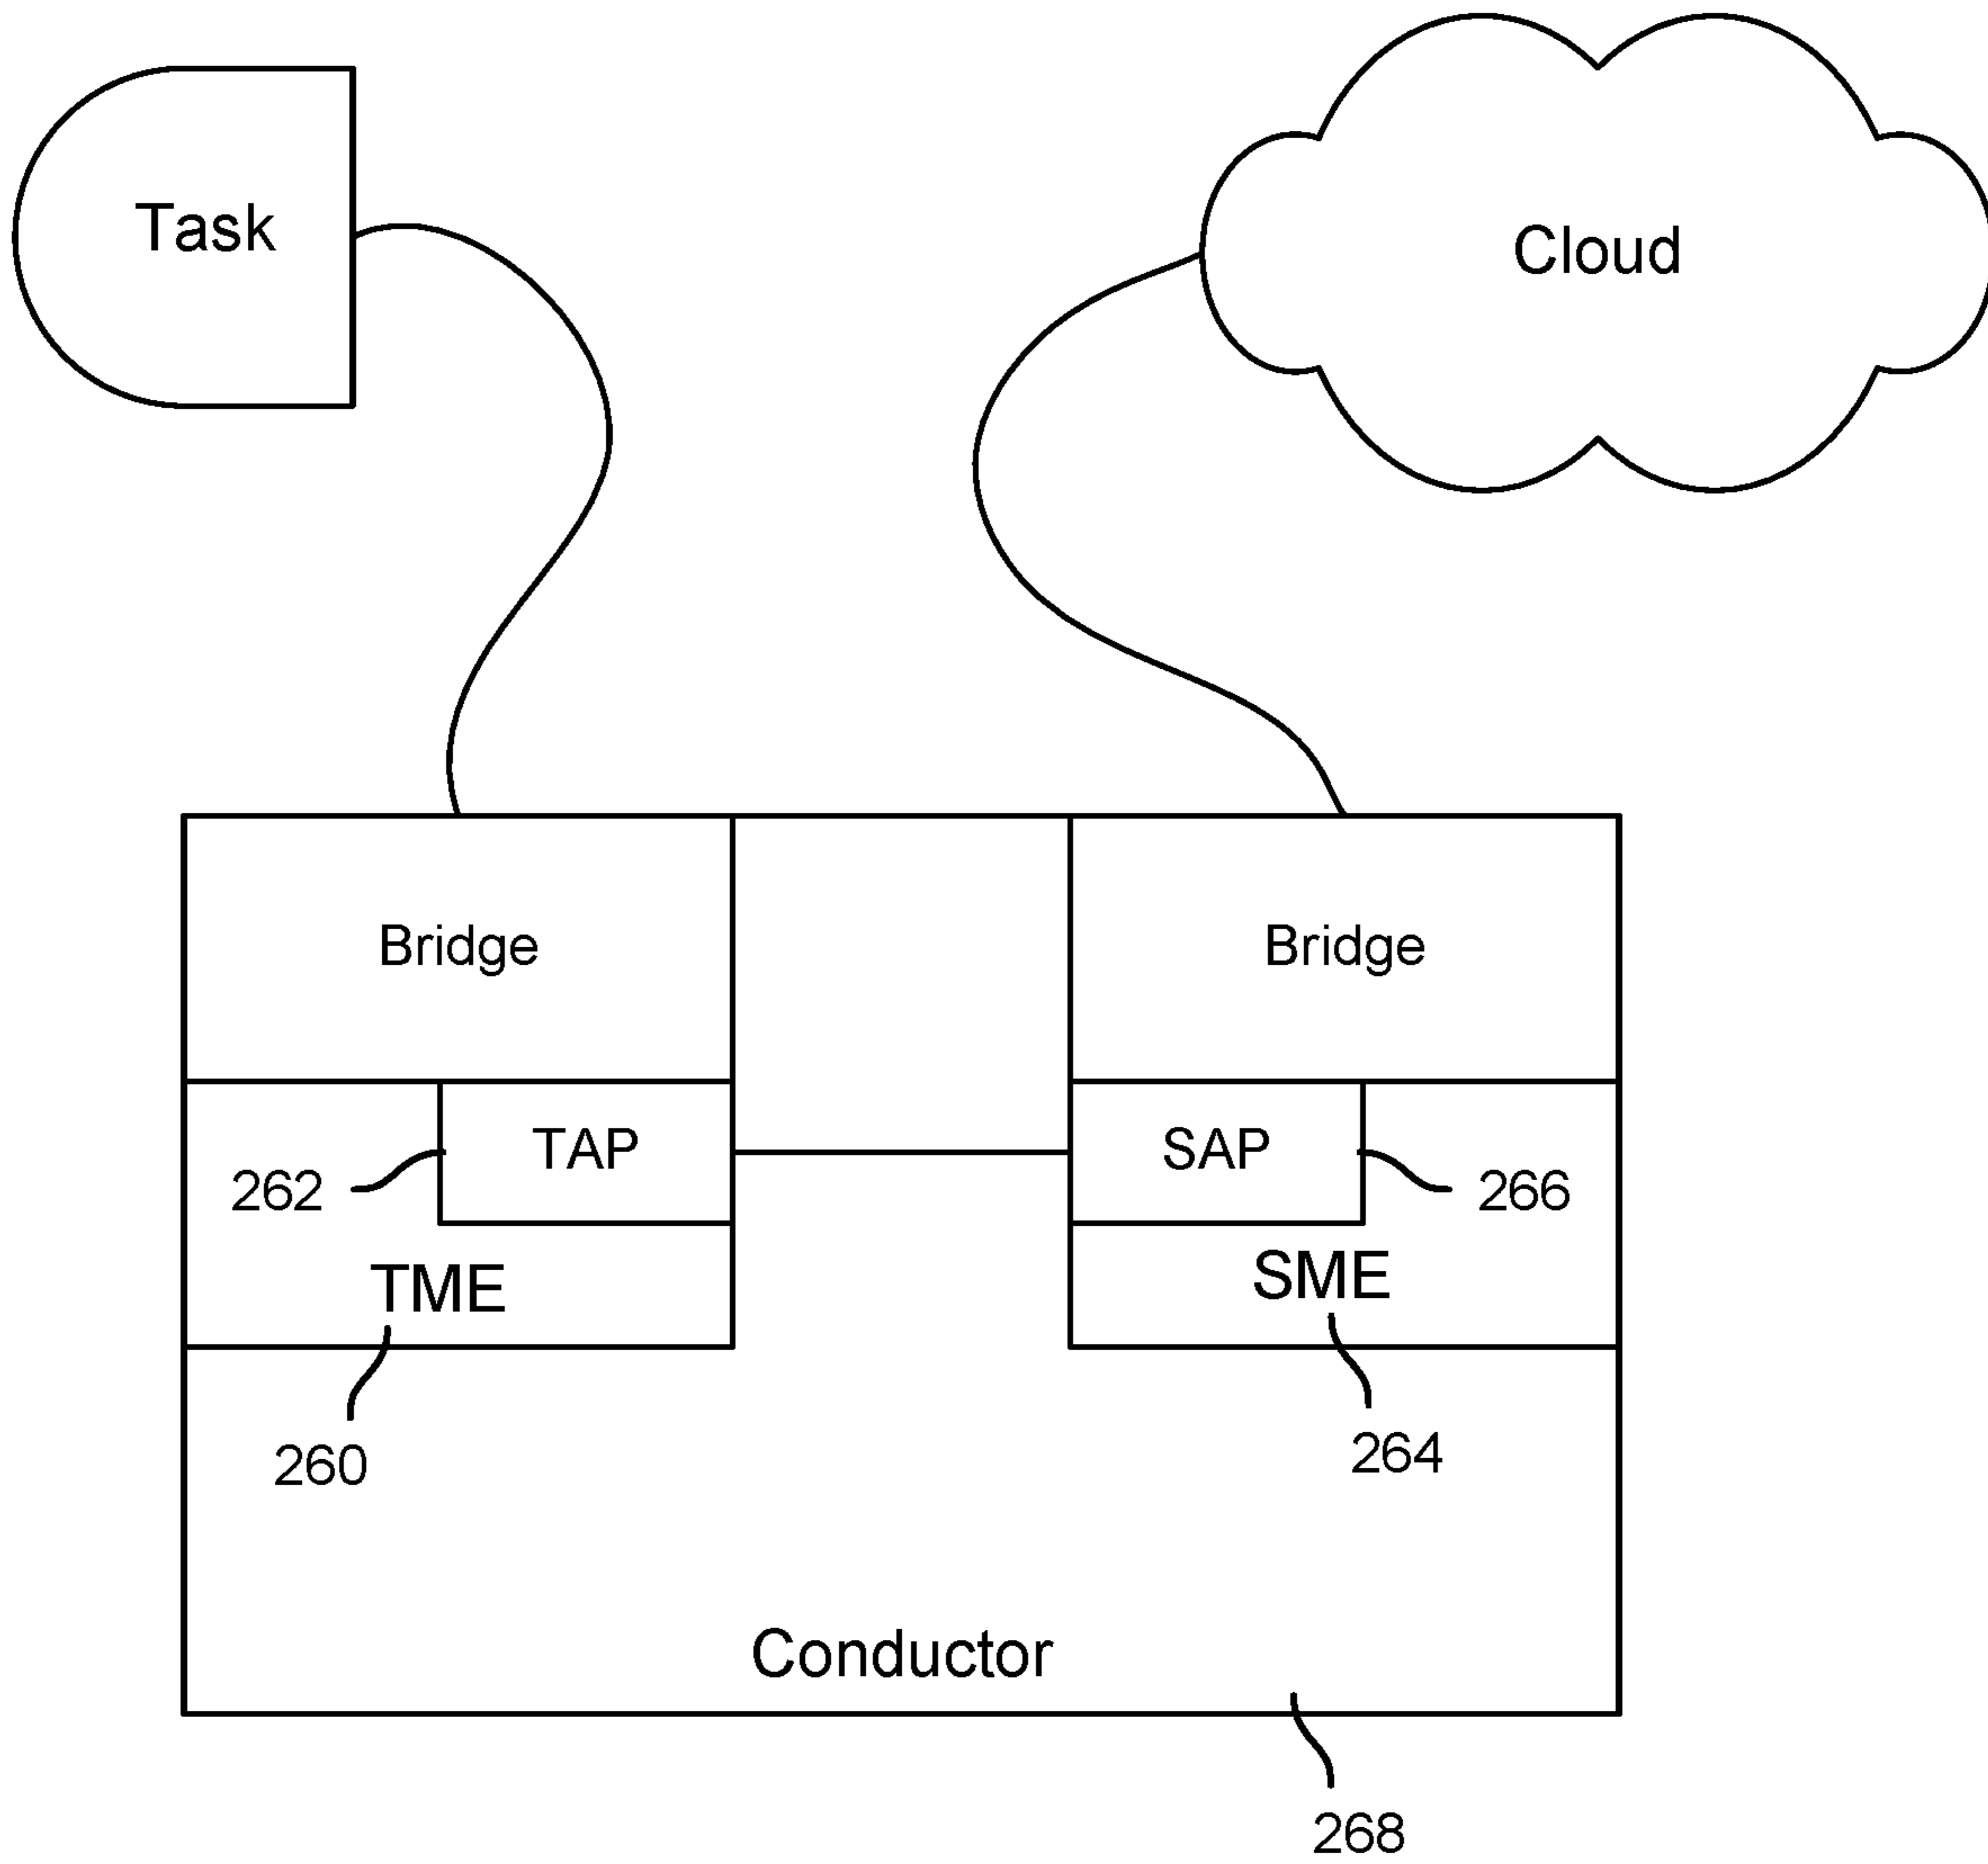 Task
Cloud
Bridge
Bridge
TAP
SAP
262
266
TME
SME
260
264
Conductor
268